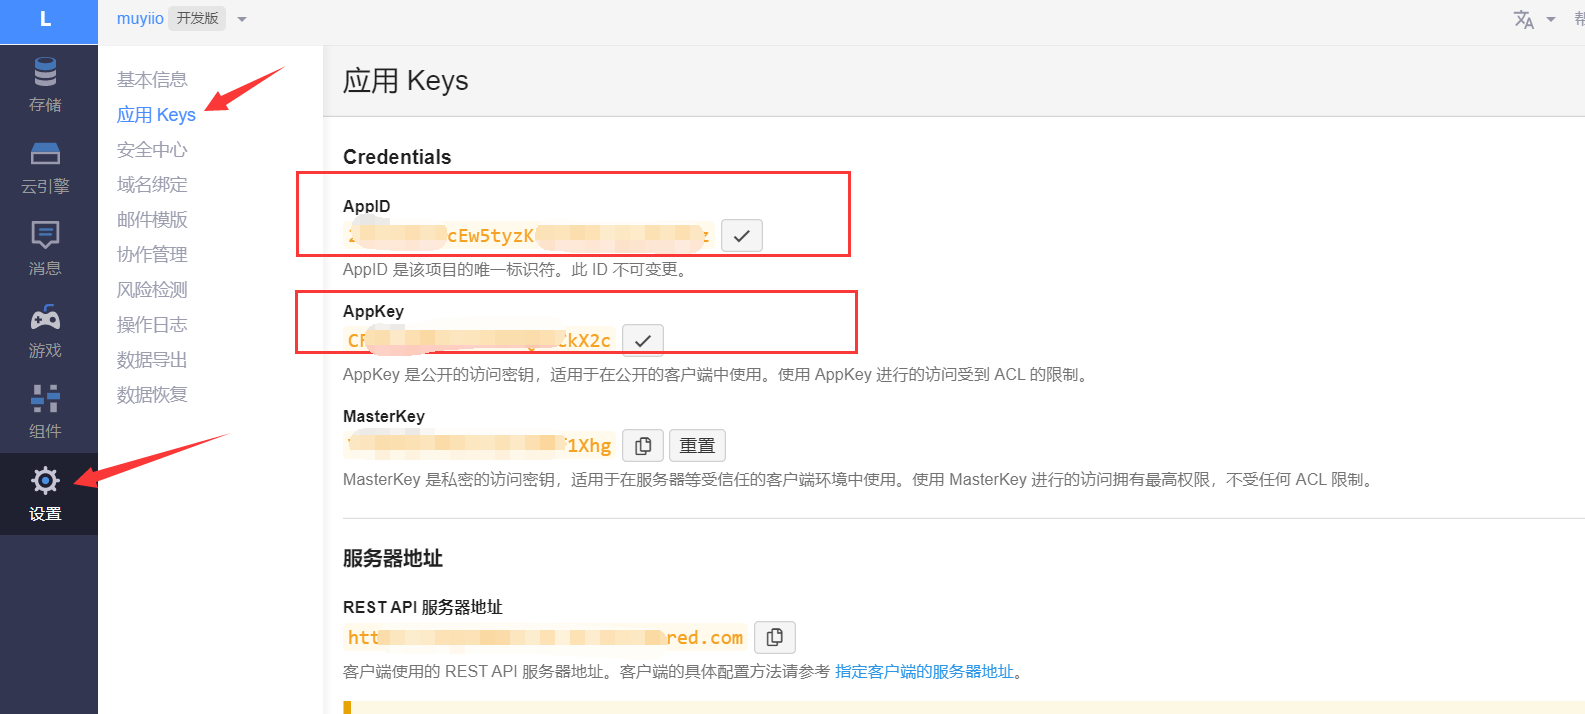 L
muyiio 开发版
帮
存储
云引擎
消息
游戏
组件
设置
基本信息
应用 Keys
安全中心
域名绑定
邮件模版
协作管理
风险检测
操作日志
数据导出
数据恢复
应用 Keys
Credentials
AppID
cEw5tyzK z
AppID 是该项目的唯一标识符。此 ID 不可变更。
AppKey
kX2c
AppKey 是公开的访问密钥，适用于在公开的客户端中使用。使用 AppKey 进行的访问受到 ACL 的限制。
MasterKey
1Xhg 重置
MasterKey 是私密的访问密钥，适用于在服务器等受信任的客户端环境中使用。使用 MasterKey 进行的访问拥有最高权限，不受任何 ACL 限制。
服务器地址
REST API 服务器地址
htt red.com
客户端使用的 REST API 服务器地址。客户端的具体配置方法请参考 指定客户端的服务器地址。